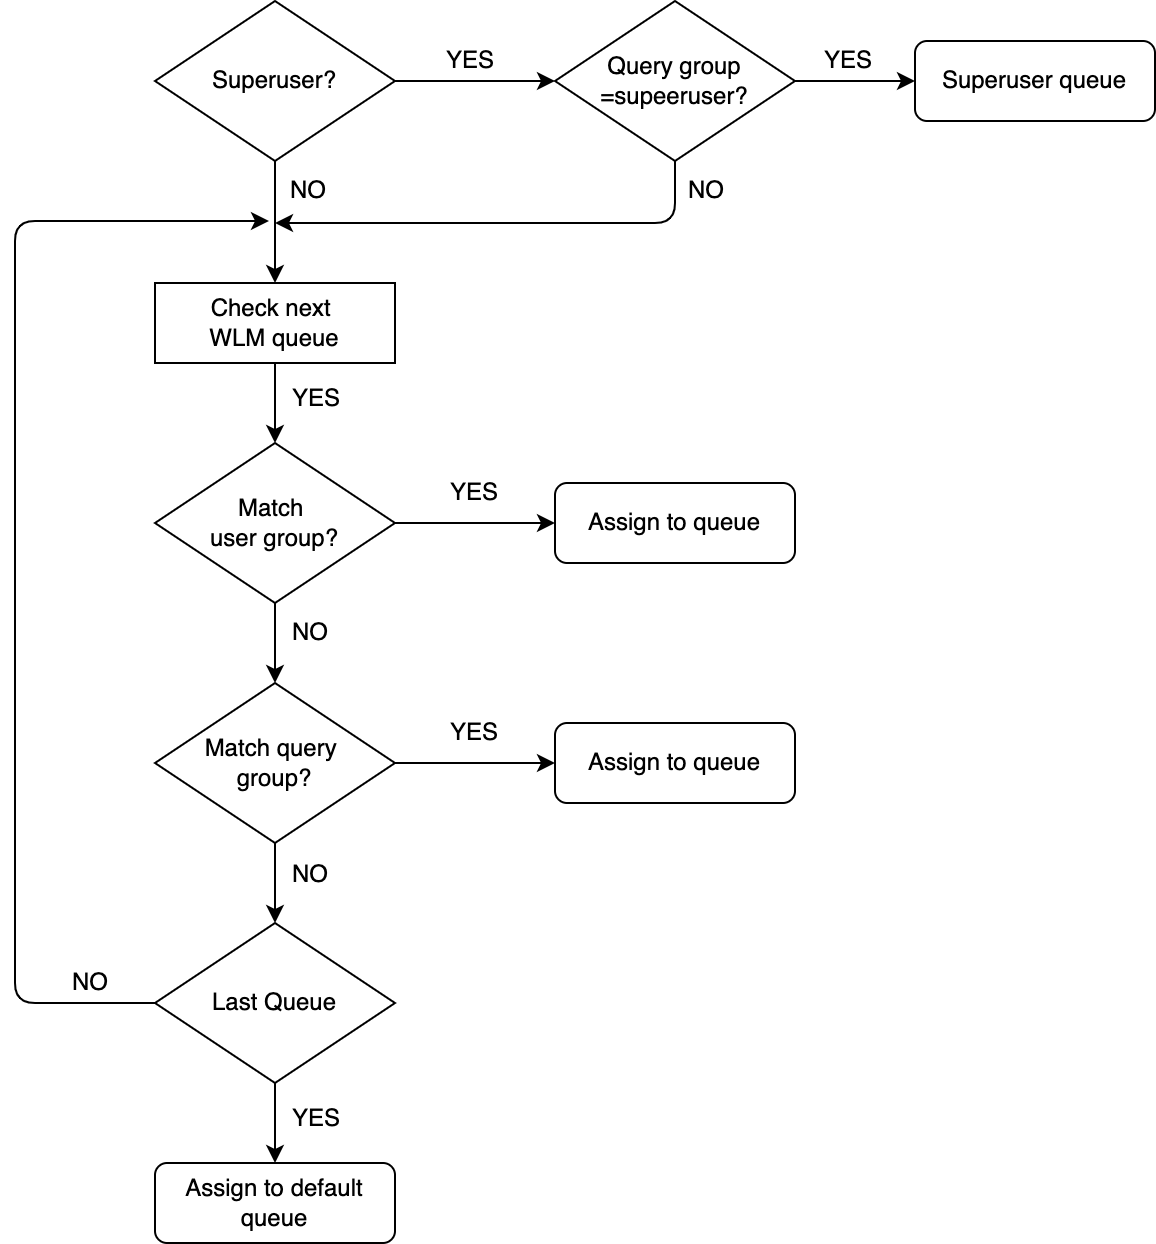 Superuser?
YES
Query group
=supeeruser?
YES
Superuser queue
NO
NO
Check next
WLM queue
YES
Match
user group?
YES
Assign to queue
NO
Match query
group?
YES
Assign to queue
NO
Last Queue
NO
YES
Assign to default
queue